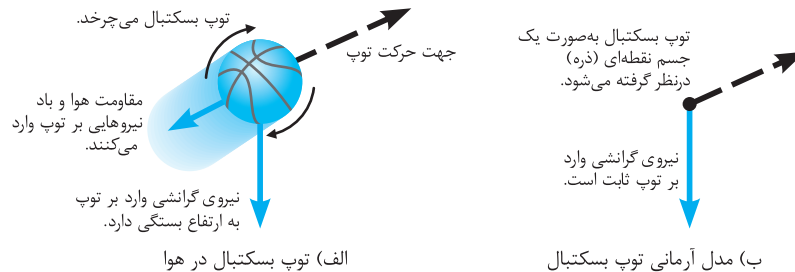 توپ بسکتبال می‌چرخد.
جهت حرکت توپ
مقاومت هوا و باد
نیروهایی بر توپ وارد
می‌کنند.
نیروی گرانشی وارد بر توپ
به ارتفاع بستگی دارد.
الف) توپ بسکتبال در هوا
توپ بسکتبال به‌صورت یک
جسم نقطه‌ای (ذره)
درنظر گرفته می‌شود.
نیروی گرانشی وارد
بر توپ ثابت است.
ب) مدل آرمانی توپ بسکتبال